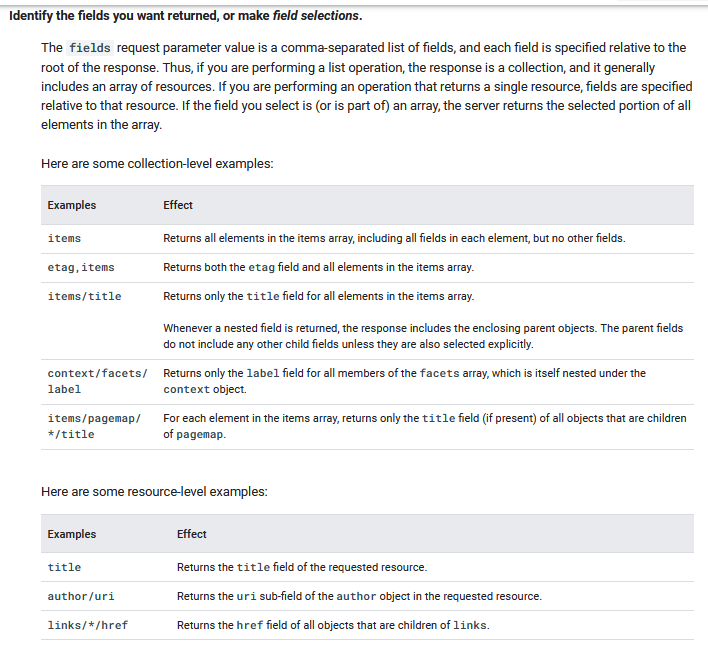 Identify the fields you want returned, or make field selections.
The fields request parameter value is a comma-separated list of fields, and each field is specified relative to the
root of the response. Thus, if you are performing a list operation, the response is a collection, and it generally
includes an array of resources. If you are performing an operation that returns a single resource, fields are specified
relative to that resource. If the field you select is (or is part of) an array, the server returns the selected portion of all
elements in the array.
Here are some collection-level examples:
Examples Effect
items Returns all elements in the items array, including all fields in each element, but no other fields.
etag,items Returns both the etag field and all elements in the items array.
items/title Returns only the title field for all elements in the items array.
Whenever a nested field is returned, the response includes the enclosing parent objects. The parent fields
do not include any other child fields unless they are also selected explicitly.
context/facets/ Returns only the label field for all members of the facets array, which is itself nested under the
label context object.
items/pagemap/ For each element in the items array, returns only the title field (if present) of all objects that are children
*/title of pagemap.
Here are some resource-level examples:
Examples Effect
title Returns the title field of the requested resource.
author/uri Returns the uri sub-field of the author object in the requested resource.
links/*/href Returns the href field of all objects that are children of links.